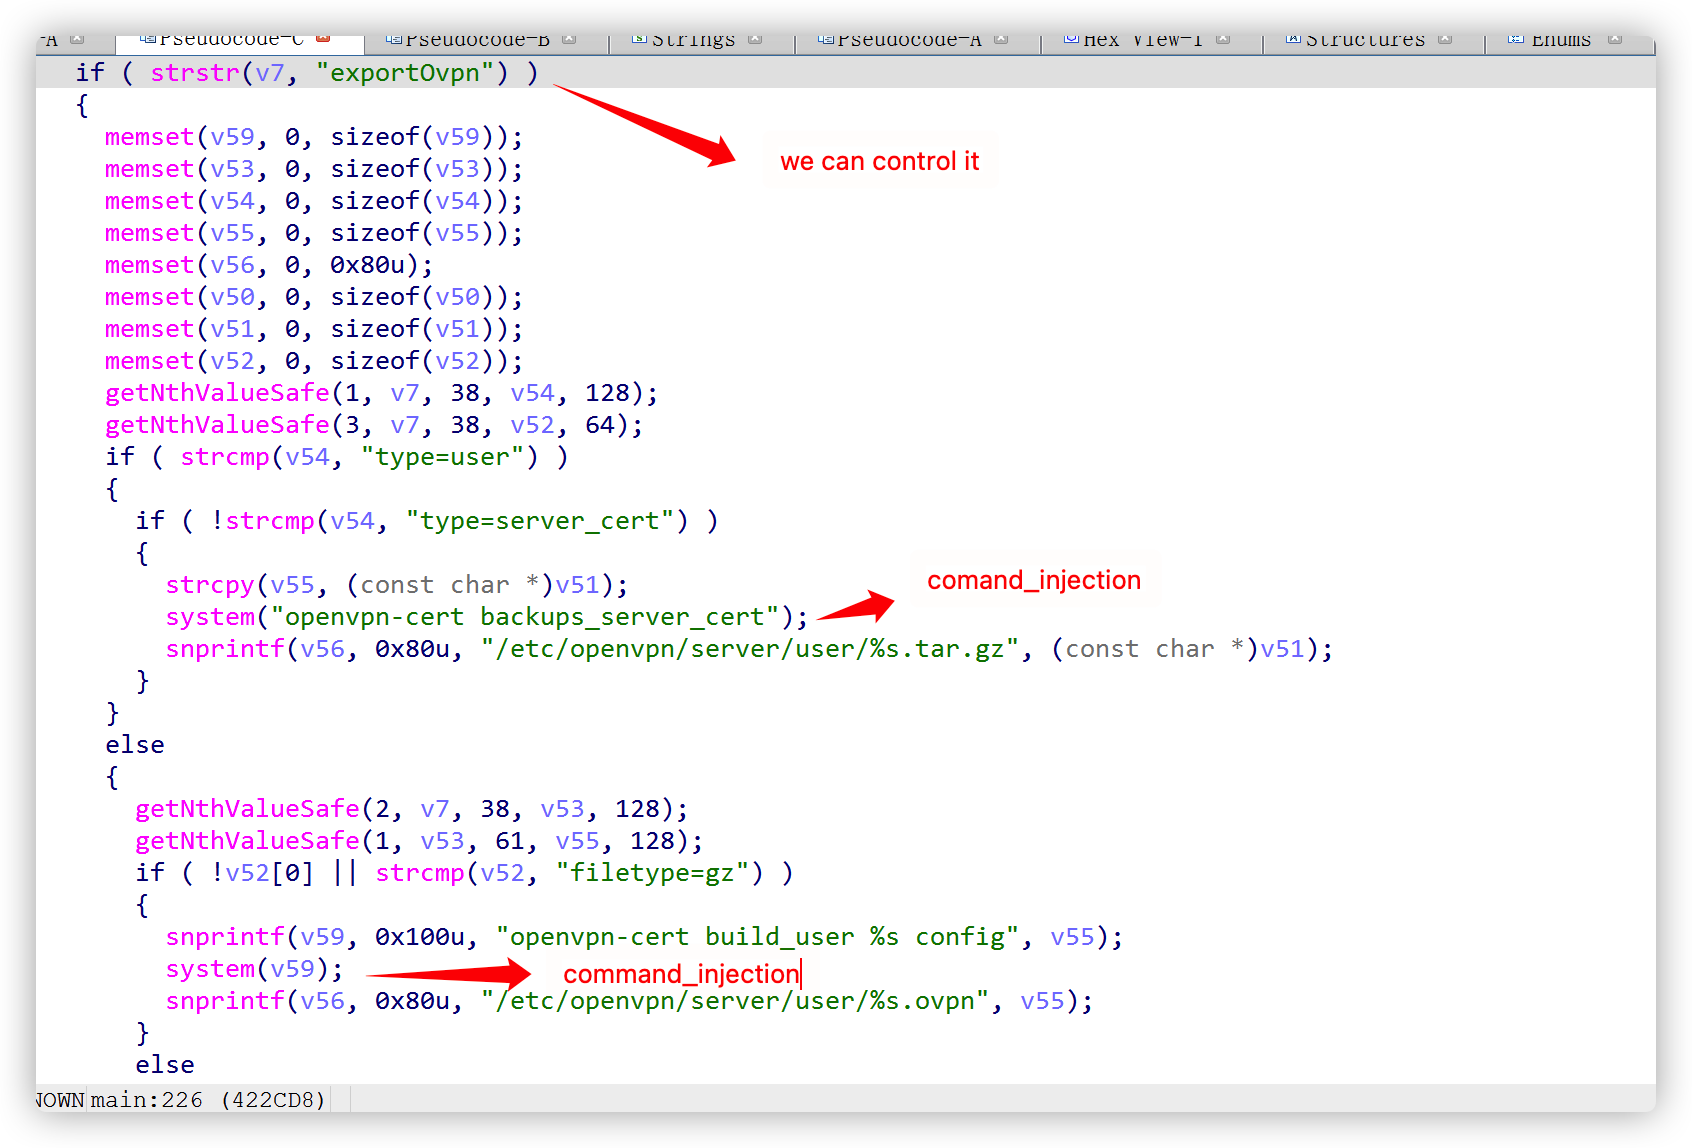 -A Pseudocode-C Pseudocode-B Strings Pseudocode-A Hex View-1 Structures Enums
if ( strstr(v7, "exportOvpn") )
{
memset(v59, 0, sizeof(v59));
memset(v53, 0, sizeof(v53));
we can control it
memset(v54, 0, sizeof(v54));
memset(v55, 0, sizeof(v55));
memset(v56, 0, 0x80u);
memset(v50, 0, sizeof(v50));
memset(v51, 0, sizeof(v51));
memset(v52, 0, sizeof(v52));
getNthValueSafe(1, v7, 38, v54, 128);
getNthValueSafe(3, v7, 38, v52, 64);
if ( strcmp(v54, "type=user") )
{
if ( !strcmp(v54, "type=server_cert") )
{
strcpy(v55, (const char *)v51);
comand_injection
system("openvpn-cert backups_server_cert");
snprintf(v56, 0x80u, "/etc/openvpn/server/user/%s.tar.gz", (const char *)v51);
}
}
else
{
getNthValueSafe(2, v7, 38, v53, 128);
getNthValueSafe(1, v53, 61, v55, 128);
if ( !v52[0] || strcmp(v52, "filetype=gz") )
{
snprintf(v59, 0x100u, "openvpn-cert build_user %s config", v55);
system(v59);
command_injection
snprintf(v56, 0x80u, "/etc/openvpn/server/user/%s.ovpn", v55);
}
else
NOWN main:226 (422CD8)